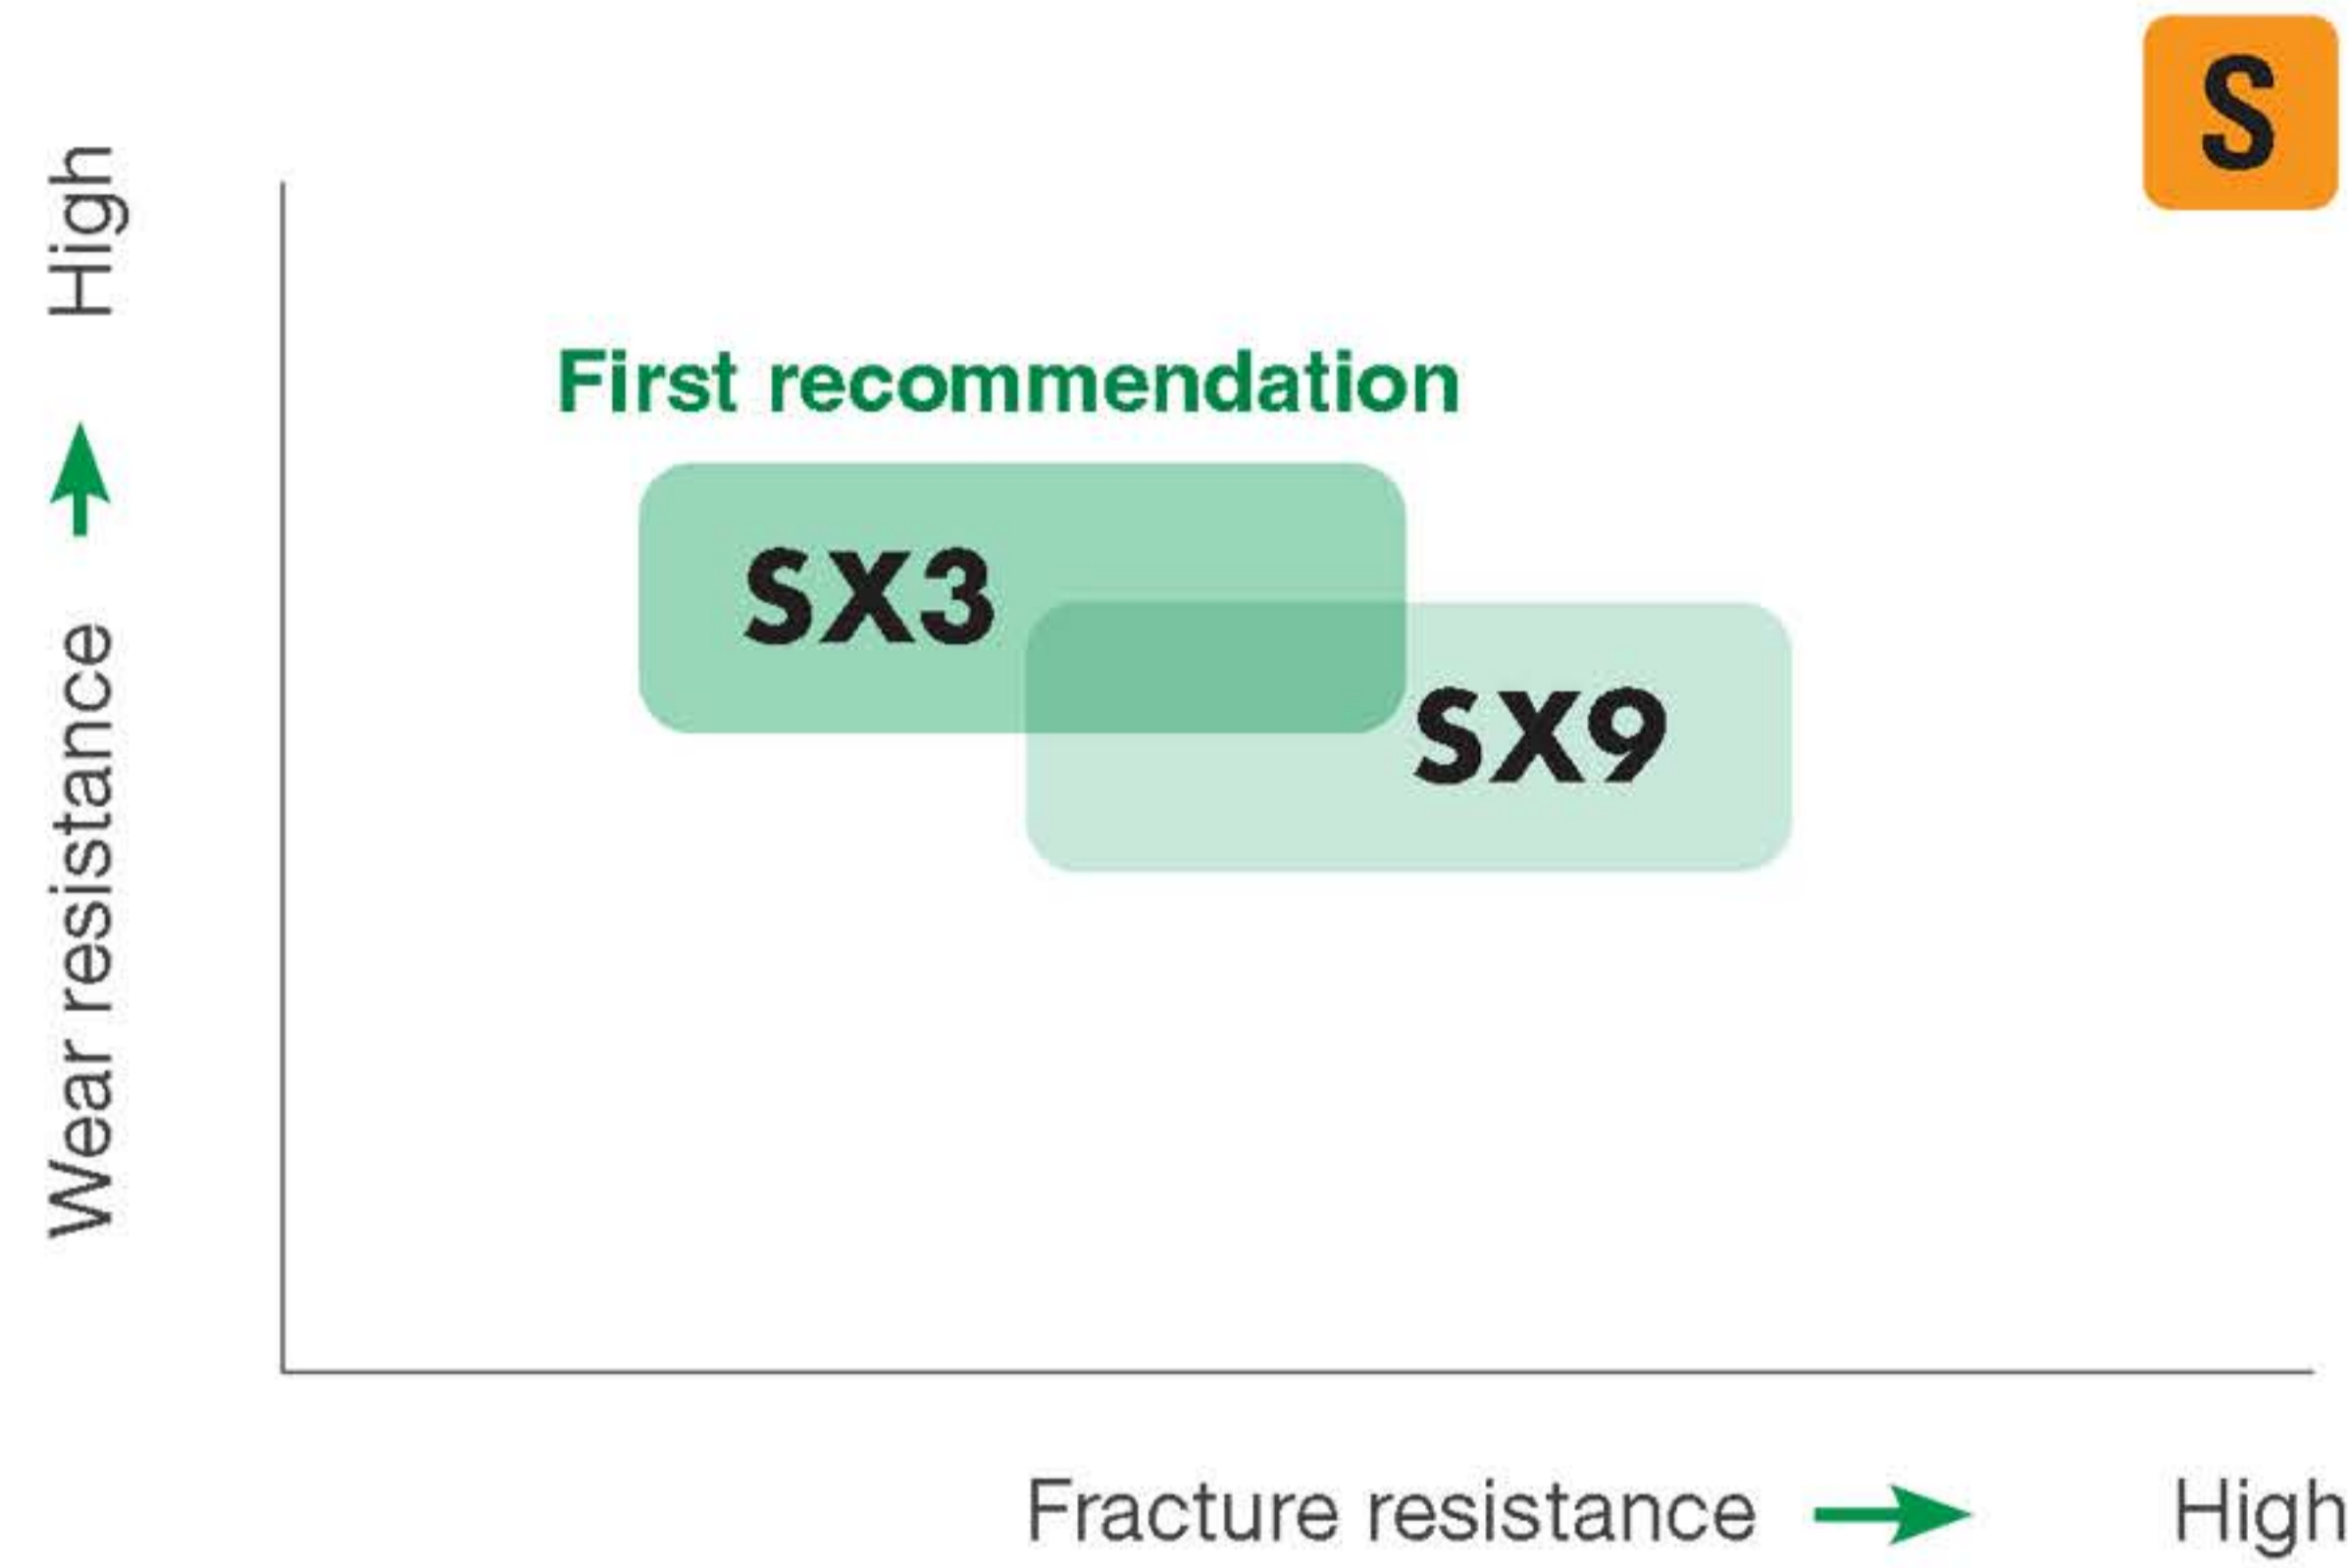 S
High
Wear resistance
First recommendation
SX3
SX9
Fracture resistance
High